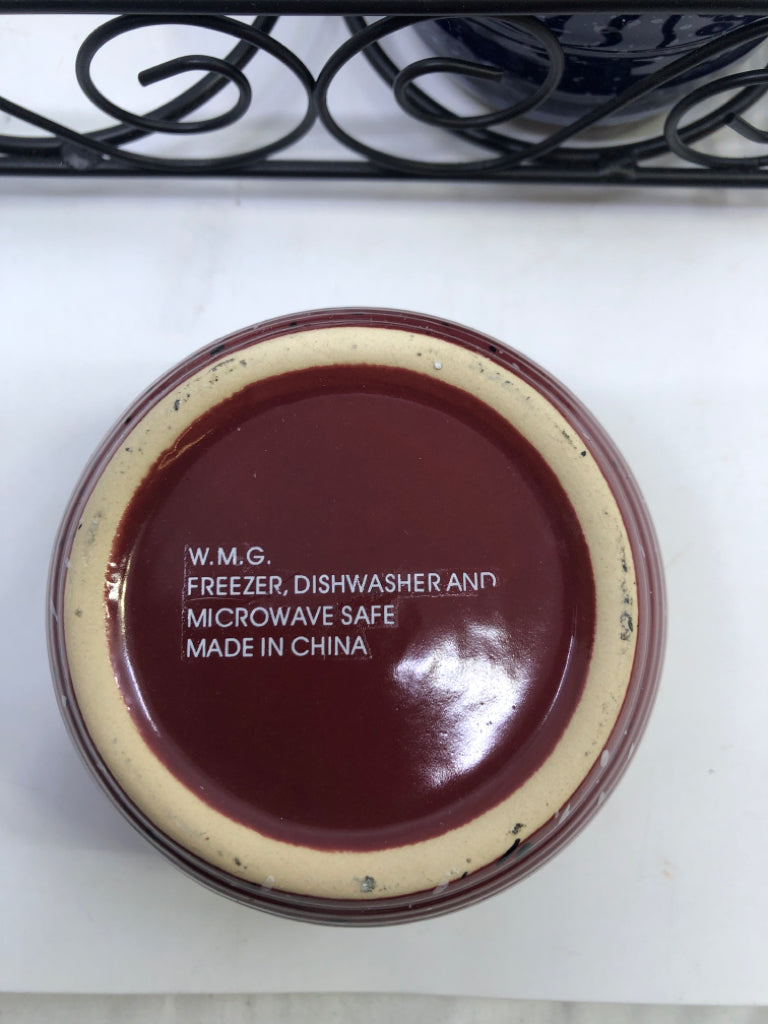 W.M.G.
FREEZER, DISHWASHER AND
MICROWAVE SAFE
MADE IN CHINA